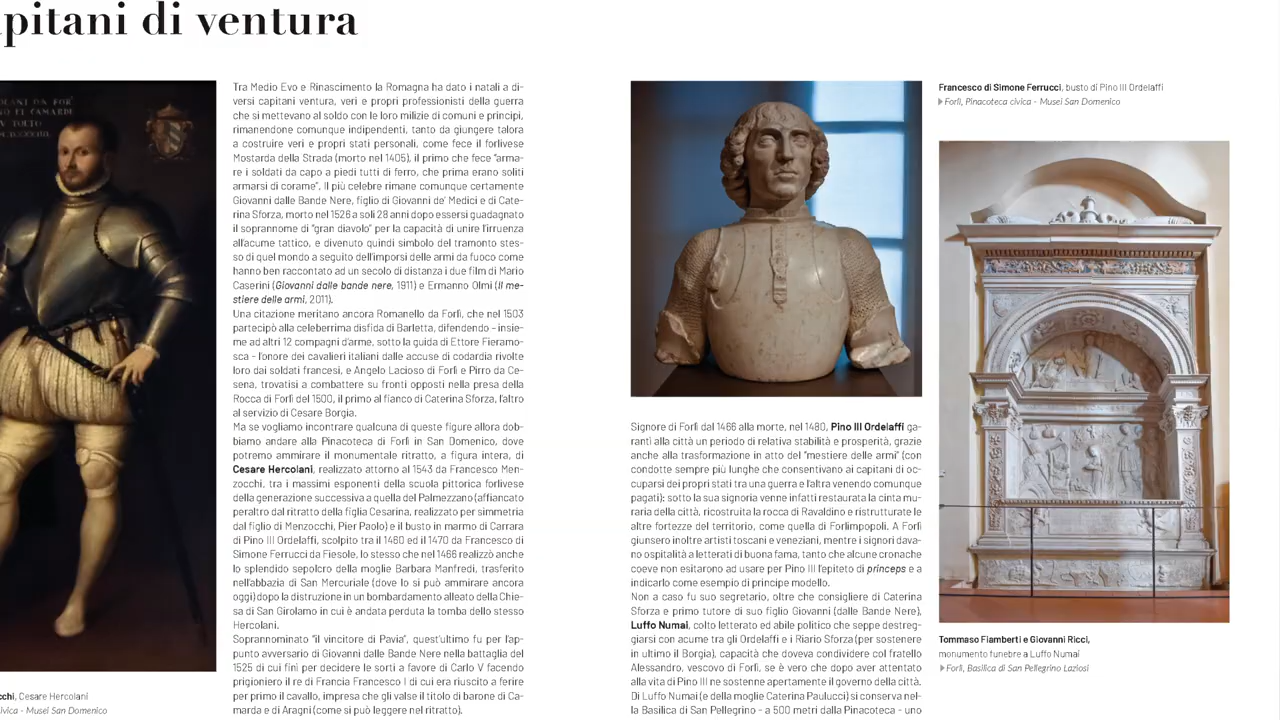 pitani di ventura
Tra Medio Evo e Rinascimento la Romagna ha dato i natali a di-
versi capitani ventura, veri e propri professionisti della guerra
che si mettevano al soldo con le loro milizie di comuni e principi,
rimanendone comunque indipendenti, tanto da giungere talora
a costruire veri e propri stati personali, come fece il forlivese
Mostarda della Strada (morto nel 1405), il primo che fece "arma-
re i soldati da capo a piedi tutti di ferro, che prima erano soliti
armarsi di corame". Il più celebre rimane comunque certamente
Giovanni dalle Bande Nere, figlio di Giovanni de' Medici e di Cate-
rina Sforza, morto nel 1526 a soli 28 anni dopo essersi guadagnato
il soprannome di "gran diavolo" per la capacità di unire l'irruenza
all'acume tattico, e divenuto quindi simbolo del tramonto stes-
so di quel mondo a seguito dell'imporsi delle armi da fuoco come
hanno ben raccontato ad un secolo di distanza i due film di Mario
Caserini (Giovanni dalle bande nere, 1911) e Ermanno Olmi (Il me-
stiere delle armi, 2011).
Una citazione meritano ancora Romanello da Forlì, che nel 1503
partecipò alla celeberrima disfida di Barletta, difendendo - insie-
me ad altri 12 compagni d'arme, sotto la guida di Ettore Fieramo-
sca - l'onore dei cavalieri italiani dalle accuse di codardia rivolte
loro dai soldati francesi, e Angelo Lacioso di Forlì e Pirro da Ce-
sena, trovatisi a combattere su fronti opposti nella presa della
Rocca di Forlì del 1500, il primo al fianco di Caterina Sforza, l'altro
al servizio di Cesare Borgia.
Ma se vogliamo incontrare qualcuna di queste figure allora dob-
biamo andare alla Pinacoteca di Forlì in San Domenico, dove
potremo ammirare il monumentale ritratto, a figura intera, di
Cesare Hercolani, realizzato attorno al 1543 da Francesco Men-
zocchi, tra i massimi esponenti della scuola pittorica forlivese
della generazione successiva a quella del Palmezzano (affiancato
peraltro dal ritratto della figlia Cesarina, realizzato per simmetria
dal figlio di Menzocchi, Pier Paolo) e il busto in marmo di Carrara
di Pino III Ordelaffi, scolpito tra il 1460 ed il 1470 da Francesco di
Simone Ferrucci da Fiesole, lo stesso che nel 1466 realizzò anche
lo splendido sepolcro della moglie Barbara Manfredi, trasferito
nell'abbazia di San Mercuriale (dove lo si può ammirare ancora
oggi) dopo la distruzione in un bombardamento alleato della Chie-
sa di San Girolamo in cui è andata perduta la tomba dello stesso
Hercolani.
Soprannominato "il vincitore di Pavia", quest'ultimo fu per l'ap-
punto avversario di Giovanni dalle Bande Nere nella battaglia del
1525 di cui finì per decidere le sorti a favore di Carlo V facendo
prigioniero il re di Francia Francesco I di cui era riuscito a ferire
per primo il cavallo, impresa che gli valse il titolo di barone di Ca-
marda e di Aragni (come si può leggere nel ritratto).
cchi, Cesare Hercolani
civica - Musei San Domenico
Signore di Forlì dal 1466 alla morte, nel 1480, Pino III Ordelaffi ga-
rantì alla città un periodo di relativa stabilità e prosperità, grazie
anche alla trasformazione in atto del "mestiere delle armi" (con
condotte sempre più lunghe che consentivano ai capitani di oc-
cuparsi dei propri stati tra una guerra e l'altra venendo comunque
pagati): sotto la sua signoria venne infatti restaurata la cinta mu-
raria della città, ricostruita la rocca di Ravaldino e ristrutturate le
altre fortezze del territorio, come quella di Forlimpopoli. A Forlì
giunsero inoltre artisti toscani e veneziani, mentre i signori dava-
no ospitalità a letterati di buona fama, tanto che alcune cronache
coeve non esitarono ad usare per Pino III l'epiteto di princeps e a
indicarlo come esempio di principe modello.
Non a caso fu suo segretario, oltre che consigliere di Caterina
Sforza e primo tutore di suo figlio Giovanni (dalle Bande Nere),
Luffo Numai, colto letterato ed abile politico che seppe destreg-
giarsi con acume tra gli Ordelaffi e i Riario Sforza (per sostenere
in ultimo il Borgia), capacità che doveva condividere col fratello
Alessandro, vescovo di Forlì, se è vero che dopo aver attentato
alla vita di Pino III ne sostenne apertamente il governo della città.
Di Luffo Numai (e della moglie Caterina Paulucci) si conserva nel-
la Basilica di San Pellegrino - a 500 metri dalla Pinacoteca - uno
Francesco di Simone Ferrucci, busto di Pino III Ordelaffi
Forlì, Pinacoteca civica - Musei San Domenico
Tommaso Fiamberti e Giovanni Ricci,
monumento funebre a Luffo Numai
Forlì, Basilica di San Pellegrino Laziosi